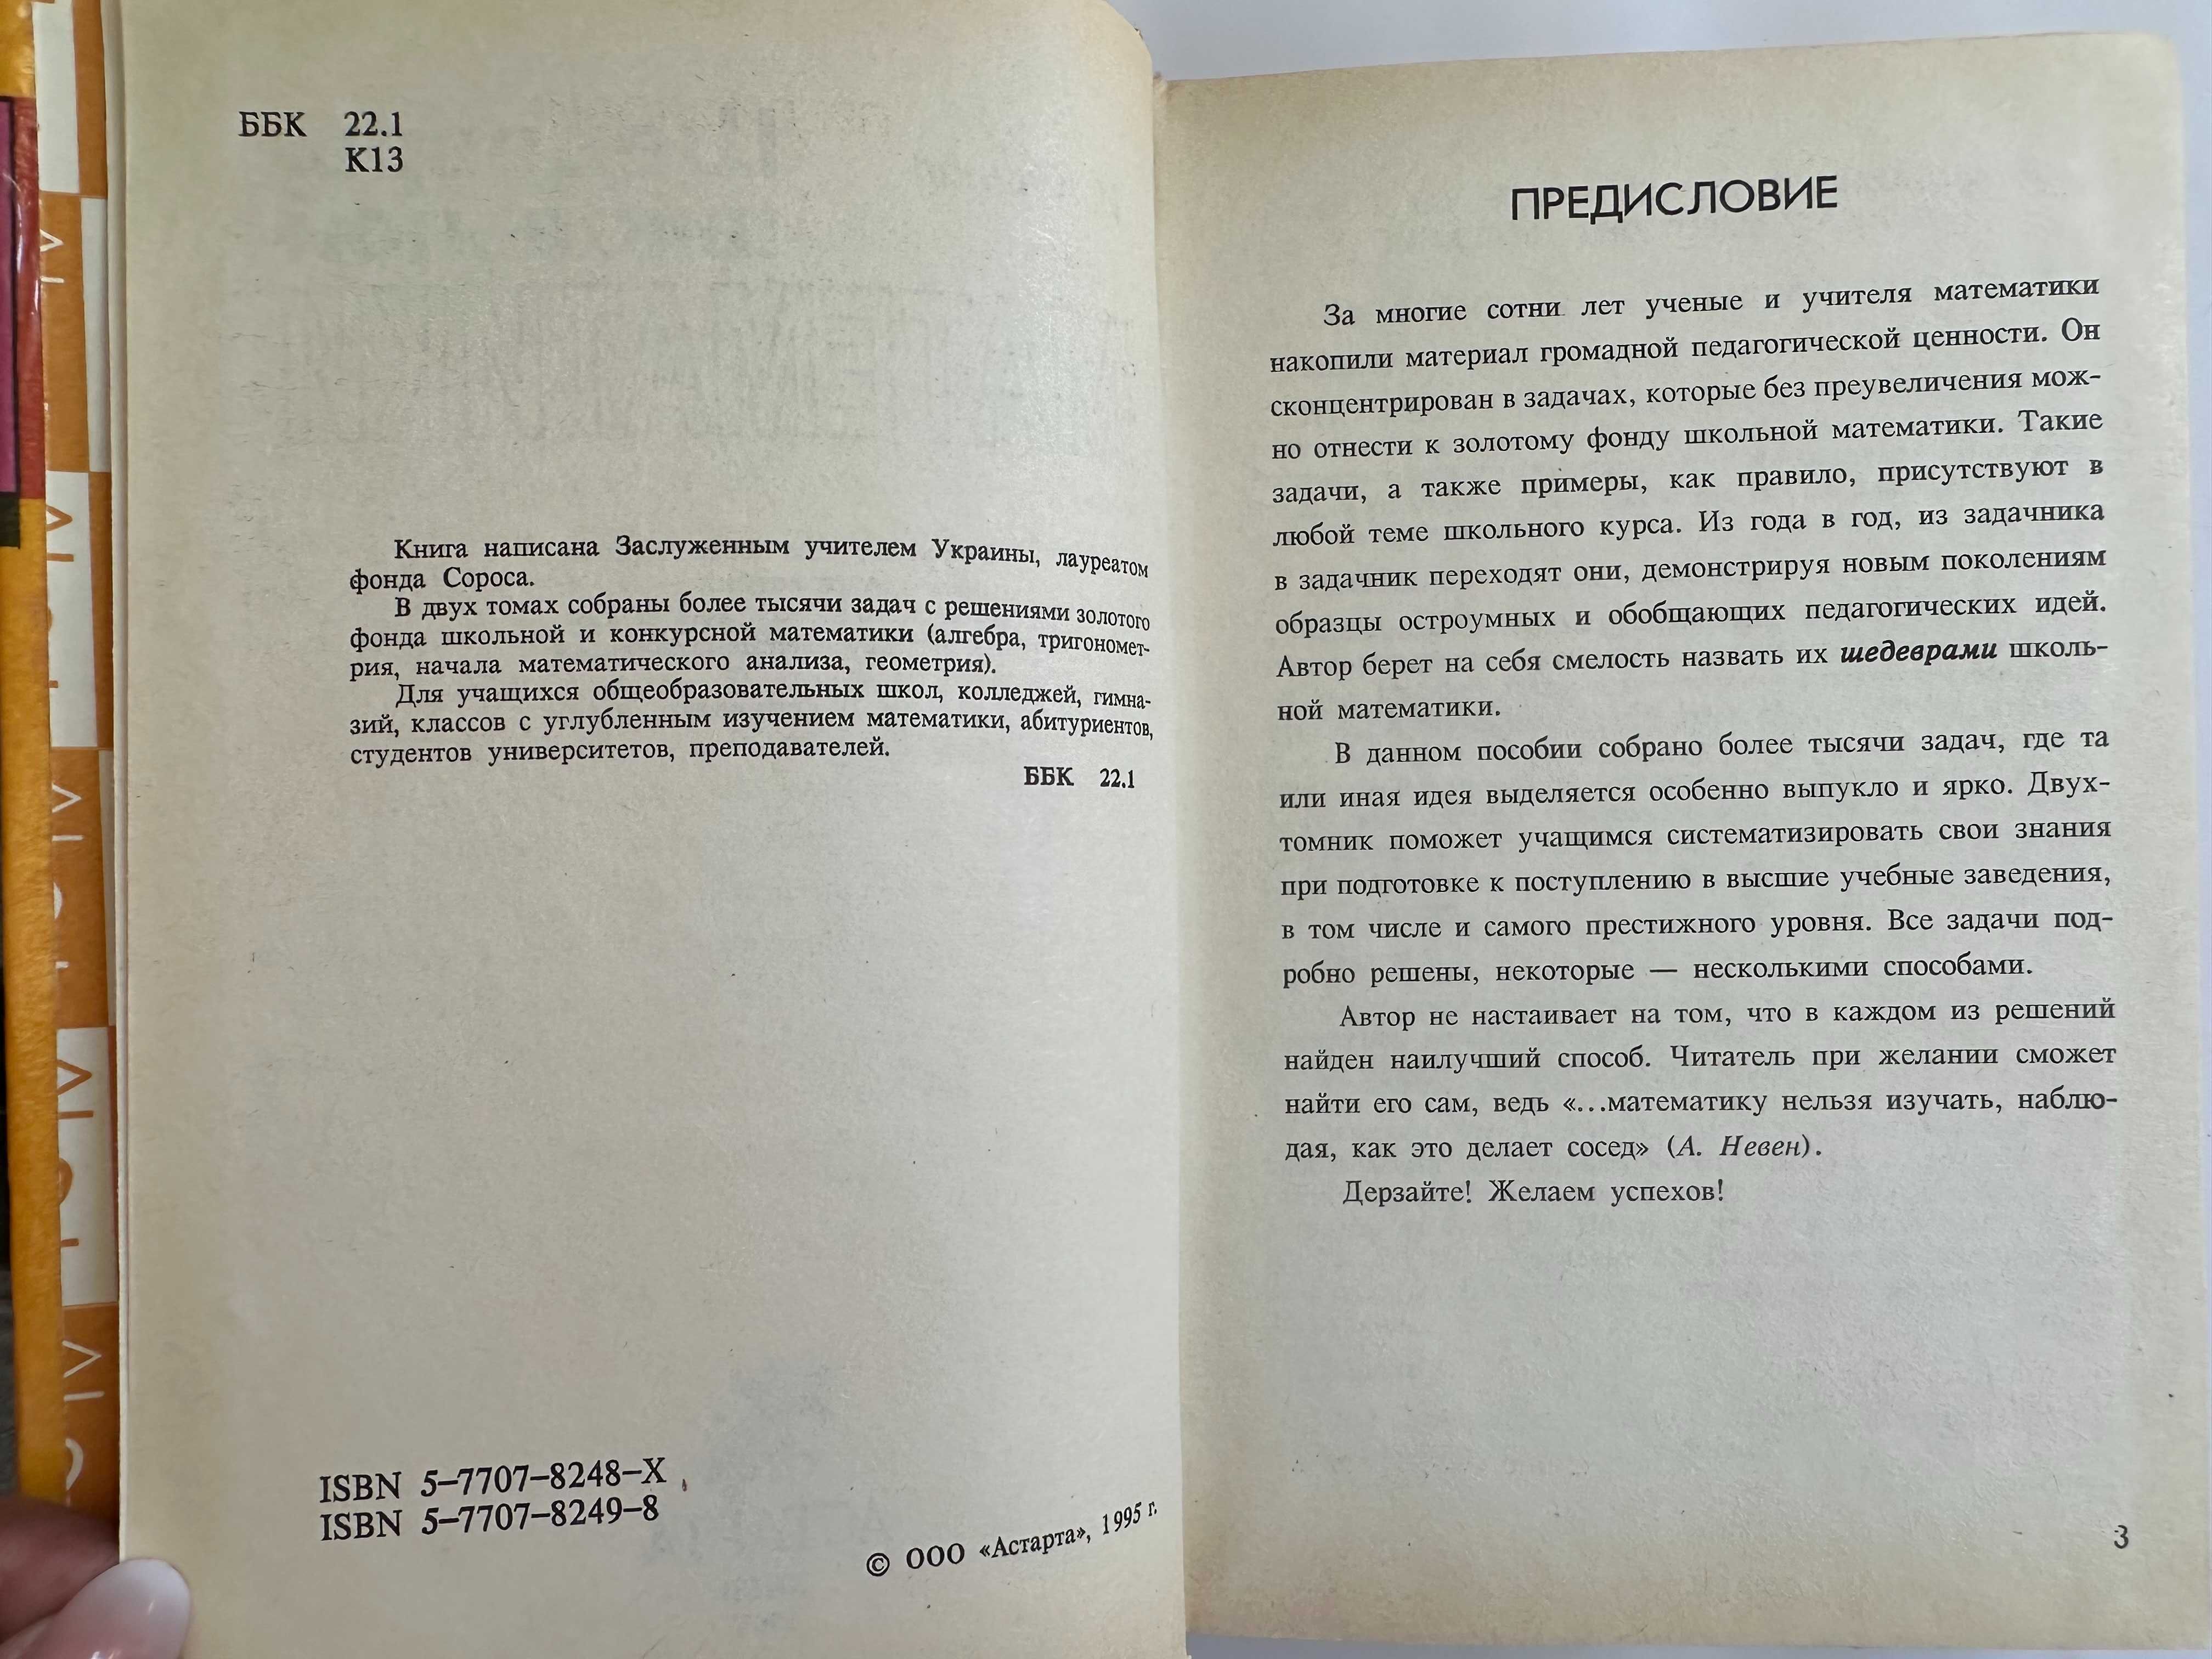 ББК 22.1
К13
Книга написана Заслуженным учителем Украины, лауреатом
фонда Сороса.
В двух томах собраны более тысячи задач с решениями золотого
фонда школьной и конкурсной математики (алгебра, тригономет-
рия, начала математического анализа, геометрия).
Для учащихся общеобразовательных школ, колледжей, гимна-
зий, классов с углубленным изучением математики, абитуриентов,
студентов университетов, преподавателей.
ББК 22.1
ISBN 5–7707–8248–X
ISBN 5–7707–8249–8
© ООО «Астарта», 1995 г.
ПРЕДИСЛОВИЕ
За многие сотни лет ученые и учителя математики
накопили материал громадной педагогической ценности. Он
сконцентрирован в задачах, которые без преувеличения мож-
но отнести к золотому фонду школьной математики. Такие
задачи, а также примеры, как правило, присутствуют в
любой теме школьного курса. Из года в год, из задачника
в задачник переходят они, демонстрируя новым поколениям
образцы остроумных и обобщающих педагогических идей.
Автор берет на себя смелость назвать их шедеврами школь-
ной математики.
В данном пособии собрано более тысячи задач, где та
или иная идея выделяется особенно выпукло и ярко. Двух-
томник поможет учащимся систематизировать свои знания
при подготовке к поступлению в высшие учебные заведения,
в том числе и самого престижного уровня. Все задачи под-
робно решены, некоторые — несколькими способами.
Автор не настаивает на том, что в каждом из решений
найден наилучший способ. Читатель при желании сможет
найти его сам, ведь «...математику нельзя изучать, наблю-
дая, как это делает сосед» (А. Невен).
Дерзайте! Желаем успехов!
3